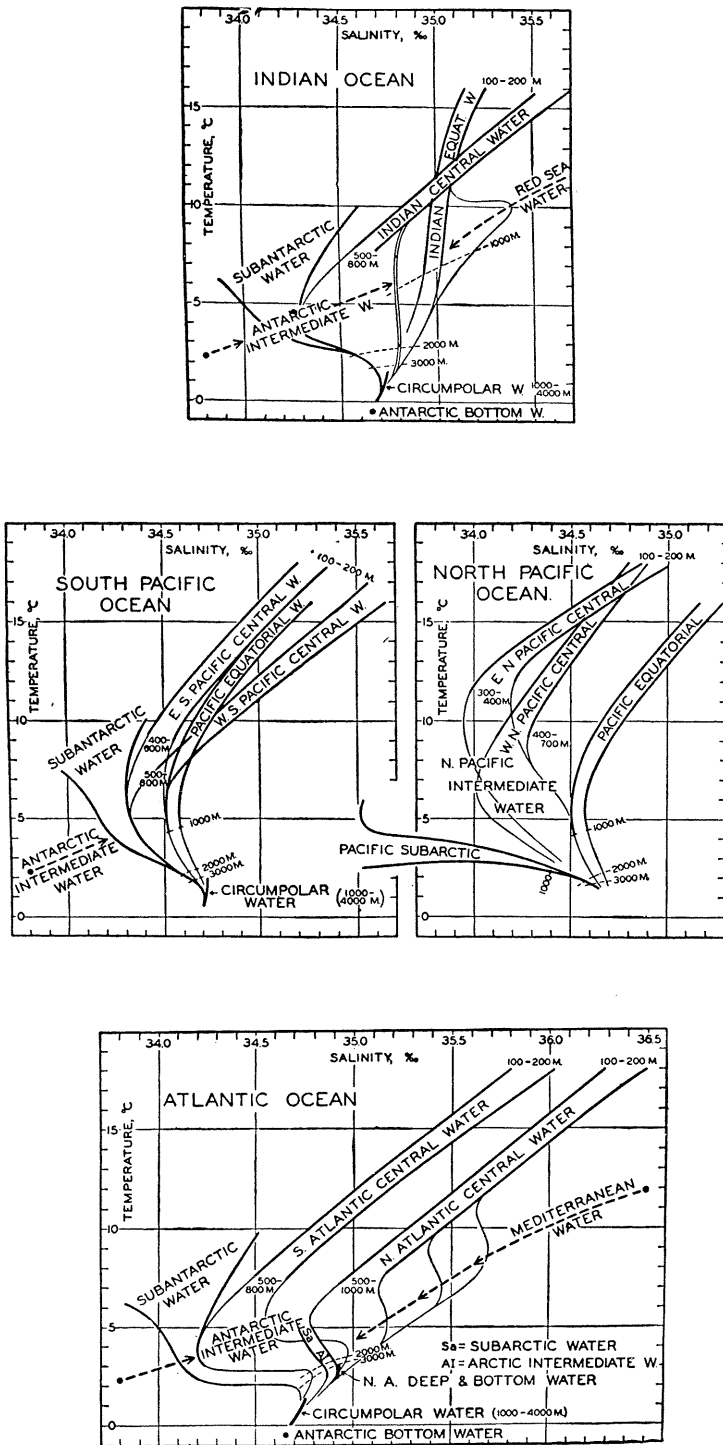 34.0 34.5 35.0 35.5
SALINITY, ‰
INDIAN OCEAN
100-200 M.
15
TEMPERATURE, °C
EQUAT. W.
INDIAN
INDIAN CENTRAL WATER
RED SEA
WATER
10
1000 M.
SUBANTARCTIC
WATER
500-
800 M.
5
ANTARCTIC
INTERMEDIATE W.
2000 M.
3000 M.
CIRCUMPOLAR W. 1000-
4000 M.
0
ANTARCTIC BOTTOM W.
34.0 34.5 35.0 35.5
SALINITY, ‰
SOUTH PACIFIC
OCEAN
100-200 M.
15
TEMPERATURE, °C
E. S. PACIFIC CENTRAL W.
PACIFIC EQUATORIAL W.
W. S. PACIFIC CENTRAL W.
10
SUBANTARCTIC
WATER
400-
800 M.
500-
800 M.
5
1000 M.
ANTARCTIC
INTERMEDIATE
WATER
2000 M.
3000 M.
CIRCUMPOLAR
WATER
(1000-
4000 M.)
0
34.0 34.5 35.0
SALINITY, ‰
100-200 M.
NORTH PACIFIC
OCEAN.
15
TEMPERATURE, °C
E N PACIFIC CENTRAL
W. N. PACIFIC CENTRAL
PACIFIC EQUATORIAL
300-
400 M.
10
400-
700 M.
N. PACIFIC
INTERMEDIATE
WATER
5
1000 M.
PACIFIC SUBARCTIC
1000
2000 M.
3000 M.
0
34.0 34.5 35.0 35.5 36.0 36.5
SALINITY, ‰
100-200 M. 100-200 M.
ATLANTIC OCEAN
15
TEMPERATURE, °C
S. ATLANTIC CENTRAL WATER
N. ATLANTIC CENTRAL WATER
MEDITERRANEAN
WATER
10
SUBANTARCTIC
WATER
500-
800 M.
500-
1000 M.
5
ANTARCTIC
INTERMEDIATE
WATER
Sa
AI
2000 M.
3000 M.
Sa = SUBARCTIC WATER
AI = ARCTIC INTERMEDIATE W.
N. A. DEEP & BOTTOM WATER
CIRCUMPOLAR WATER (1000-4000 M.)
0
ANTARCTIC BOTTOM WATER